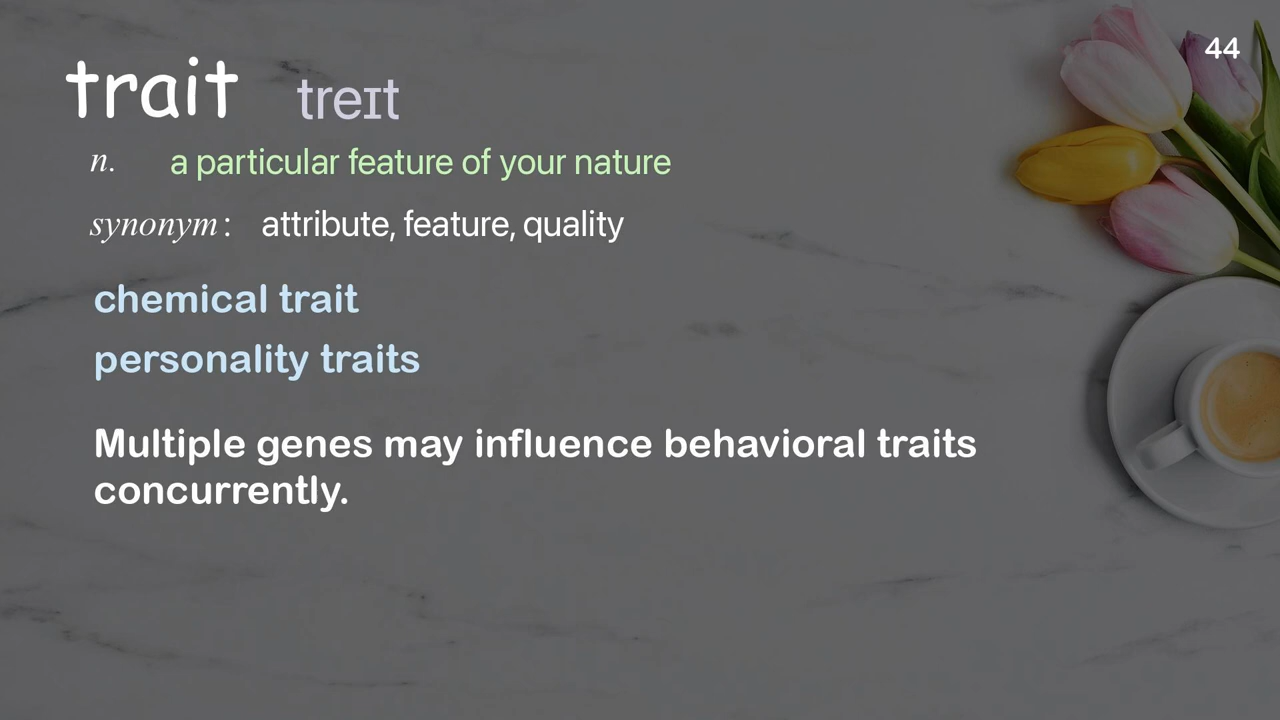 44
trait treɪt
n. a particular feature of your nature
synonym: attribute, feature, quality
chemical trait
personality traits
Multiple genes may influence behavioral traits
concurrently.